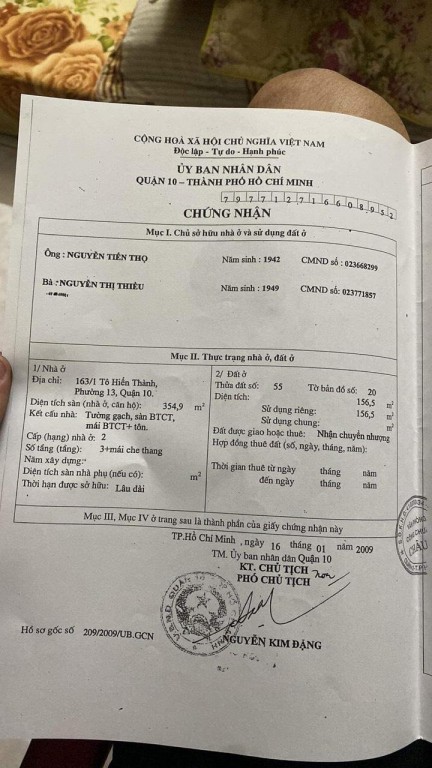 CỘNG HOÀ XÃ HỘI CHỦ NGHĨA VIỆT NAM
Độc lập - Tự do - Hạnh phúc
ỦY BAN NHÂN DÂN
QUẬN 10 – THÀNH PHỐ HỒ CHÍ MINH
797712716608952
CHỨNG NHẬN
Mục I. Chủ sở hữu nhà ở và sử dụng đất ở
Ông : NGUYỄN TIẾN THỌ Năm sinh : 1942 CMND số : 023668299
Bà : NGUYỄN THỊ THIỀU Năm sinh : 1949 CMND số : 023771857
Mục II. Thực trạng nhà ở, đất ở
1/ Nhà ở
Địa chỉ: 163/1 Tô Hiến Thành,
Phường 13, Quận 10.
Diện tích sàn (nhà ở, căn hộ): 354,9 m²
Kết cấu nhà: Tường gạch, sàn BTCT,
mái BTCT+ tôn.
Cấp (hạng) nhà ở: 2
Số tầng (tầng): 3+mái che thang
Năm xây dựng:
Diện tích sàn nhà phụ (nếu có): m²
Thời hạn được sở hữu: Lâu dài
2/ Đất ở
Thửa đất số: 55 Tờ bản đồ số: 20
Diện tích: 156,5 m²
Sử dụng riêng: 156,5 m²
Sử dụng chung: m²
Đất được giao hoặc thuê: Nhận chuyển nhượng
Hợp đồng thuê đất (số, ngày, tháng, năm):
Thời gian thuê từ ngày tháng năm
đến ngày tháng năm
Mục III, Mục IV ở trang sau là thành phần của giấy chứng nhận này
TP.Hồ Chí Minh , ngày 16 tháng 01 năm 2009
TM. Ủy ban nhân dân Quận 10
KT. CHỦ TỊCH
PHÓ CHỦ TỊCH
NGUYỄN KIM ĐẶNG
Hồ sơ gốc số 209/2009/UB.GCN